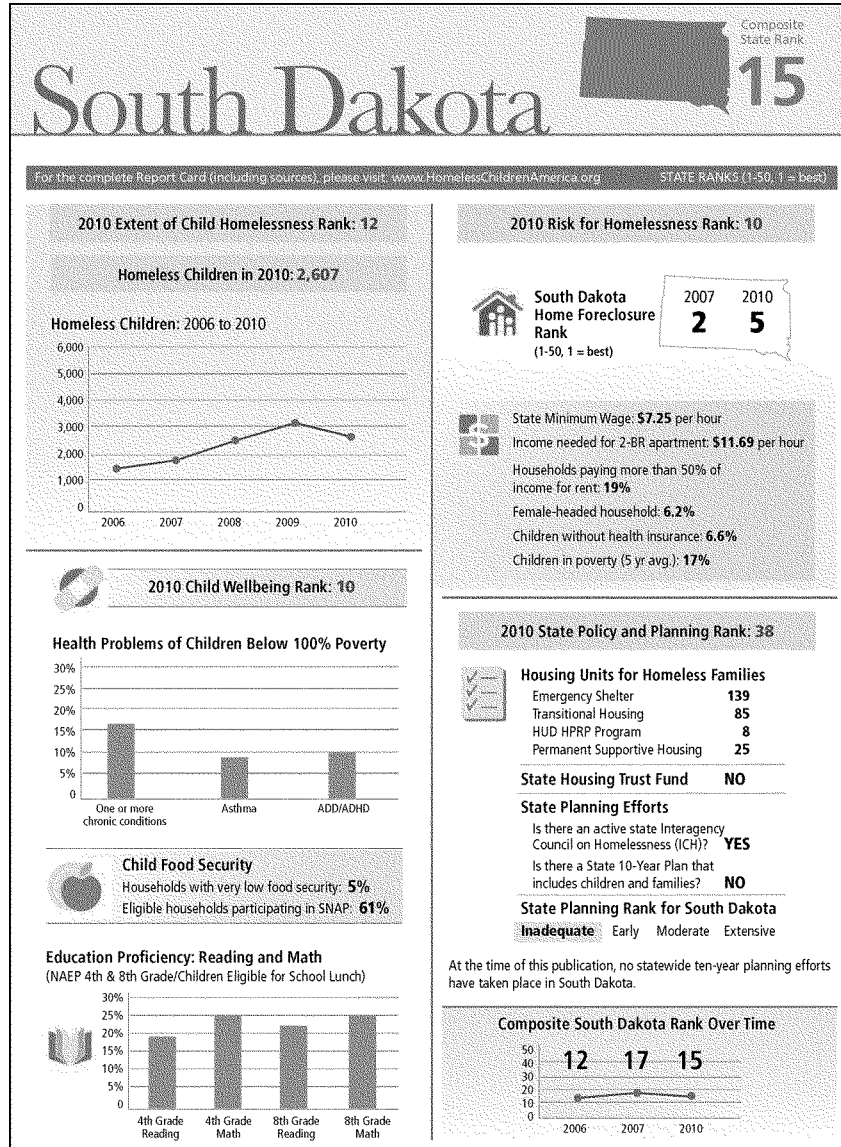 South Dakota
Composite
State Rank
15
For the complete Report Card (including sources), please visit: www.HomelessChildrenAmerica.org STATE RANKS (1-50, 1 = best)
2010 Extent of Child Homelessness Rank: 12
Homeless Children in 2010: 2,607
Homeless Children: 2006 to 2010
6,000
5,000
4,000
3,000
2,000
1,000
0
2006 2007 2008 2009 2010
2010 Child Wellbeing Rank: 10
Health Problems of Children Below 100% Poverty
30%
25%
20%
15%
10%
5%
0
One or more
chronic conditions
Asthma
ADD/ADHD
Child Food Security
Households with very low food security: 5%
Eligible households participating in SNAP: 61%
Education Proficiency: Reading and Math
(NAEP 4th & 8th Grade/Children Eligible for School Lunch)
30%
25%
20%
15%
10%
5%
0
4th Grade
Reading
4th Grade
Math
8th Grade
Reading
8th Grade
Math
2010 Risk for Homelessness Rank: 10
South Dakota
Home Foreclosure
Rank
(1-50, 1 = best)
2007 2010
2 5
$
State Minimum Wage: $7.25 per hour
Income needed for 2-BR apartment: $11.69 per hour
Households paying more than 50% of
income for rent: 19%
Female-headed household: 6.2%
Children without health insurance: 6.6%
Children in poverty (5 yr avg.): 17%
2010 State Policy and Planning Rank: 38
Housing Units for Homeless Families
Emergency Shelter 139
Transitional Housing 85
HUD HPRP Program 8
Permanent Supportive Housing 25
State Housing Trust Fund NO
State Planning Efforts
Is there an active state Interagency
Council on Homelessness (ICH)? YES
Is there a State 10-Year Plan that
includes children and families? NO
State Planning Rank for South Dakota
Inadequate Early Moderate Extensive
At the time of this publication, no statewide ten-year planning efforts
have taken place in South Dakota.
Composite South Dakota Rank Over Time
50
40
30
20
10
0
12 17 15
2006 2007 2010